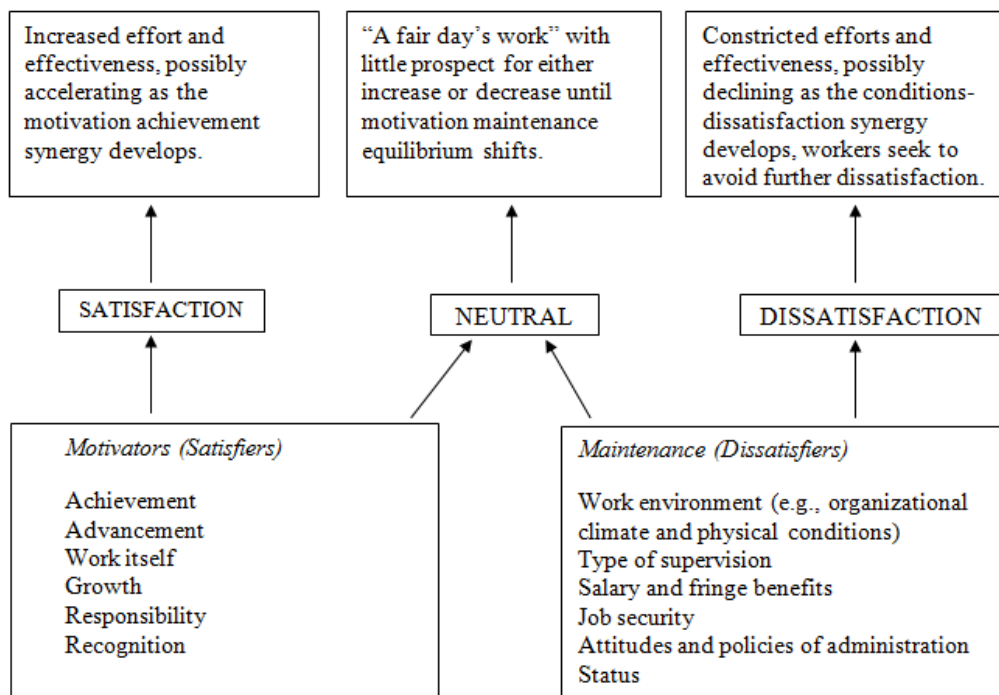 Increased effort and
effectiveness, possibly
accelerating as the
motivation achievement
synergy develops.
“A fair day’s work” with
little prospect for either
increase or decrease until
motivation maintenance
equilibrium shifts.
Constricted efforts and
effectiveness, possibly
declining as the conditions-
dissatisfaction synergy
develops, workers seek to
avoid further dissatisfaction.
SATISFACTION
NEUTRAL
DISSATISFACTION
Motivators (Satisfiers)
Achievement
Advancement
Work itself
Growth
Responsibility
Recognition
Maintenance (Dissatisfiers)
Work environment (e.g., organizational
climate and physical conditions)
Type of supervision
Salary and fringe benefits
Job security
Attitudes and policies of administration
Status